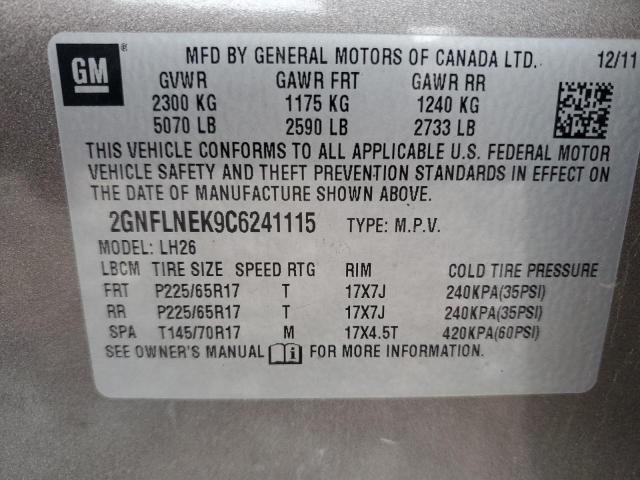 GM
MFD BY GENERAL MOTORS OF CANADA LTD. 12/11
GVWR GAWR FRT GAWR RR
2300 KG 1175 KG 1240 KG
5070 LB 2590 LB 2733 LB
THIS VEHICLE CONFORMS TO ALL APPLICABLE U.S. FEDERAL MOTOR
VEHICLE SAFETY AND THEFT PREVENTION STANDARDS IN EFFECT ON
THE DATE OF MANUFACTURE SHOWN ABOVE.
2GNFLNEK9C6241115 TYPE: M.P.V.
MODEL: LH26
LBCM TIRE SIZE SPEED RTG RIM COLD TIRE PRESSURE
FRT P225/65R17 T 17X7J 240KPA(35PSI)
RR P225/65R17 T 17X7J 240KPA(35PSI)
SPA T145/70R17 M 17X4.5T 420KPA(60PSI)
SEE OWNER'S MANUAL i FOR MORE INFORMATION.